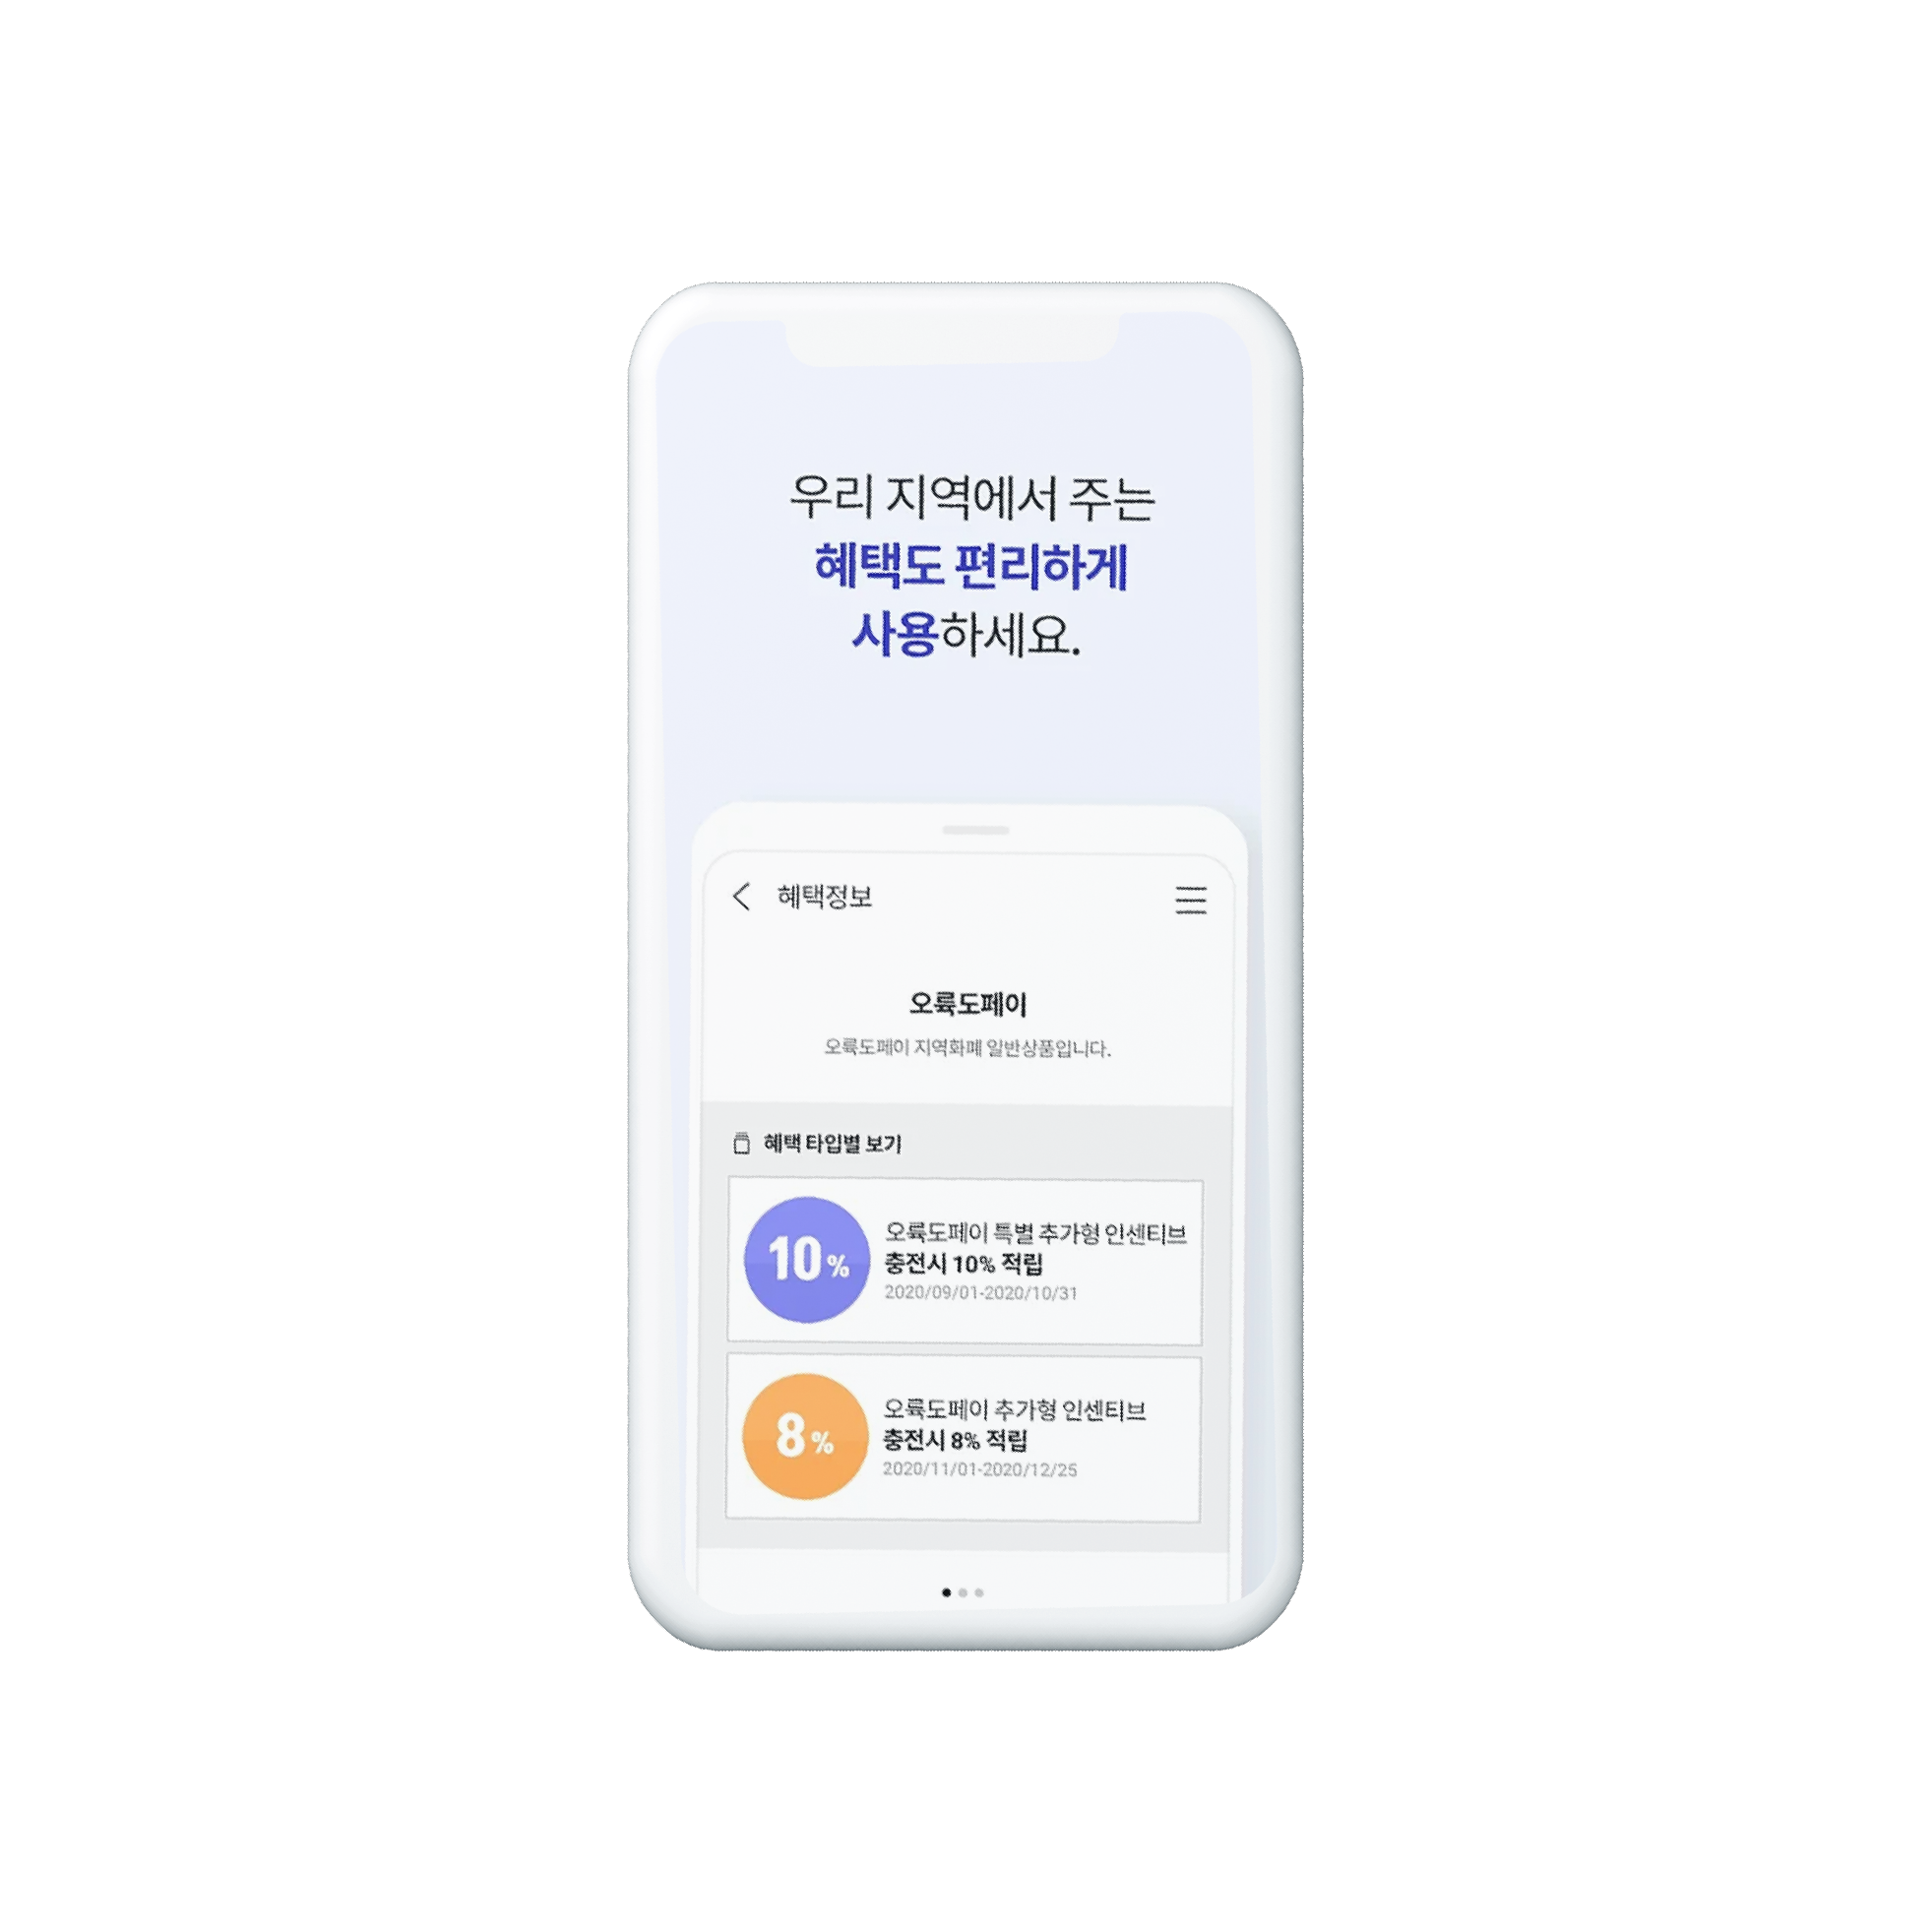 우리 지역에서 주는
혜택도 편리하게
사용하세요.
혜택정보
오륙도페이
오륙도페이 지역화폐 일반상품입니다.
혜택 타입별 보기
10%
오륙도페이 특별 추가형 인센티브
충전시 10% 적립
2020/09/01-2020/10/31
8%
오륙도페이 추가형 인센티브
충전시 8% 적립
2020/11/01-2020/12/25